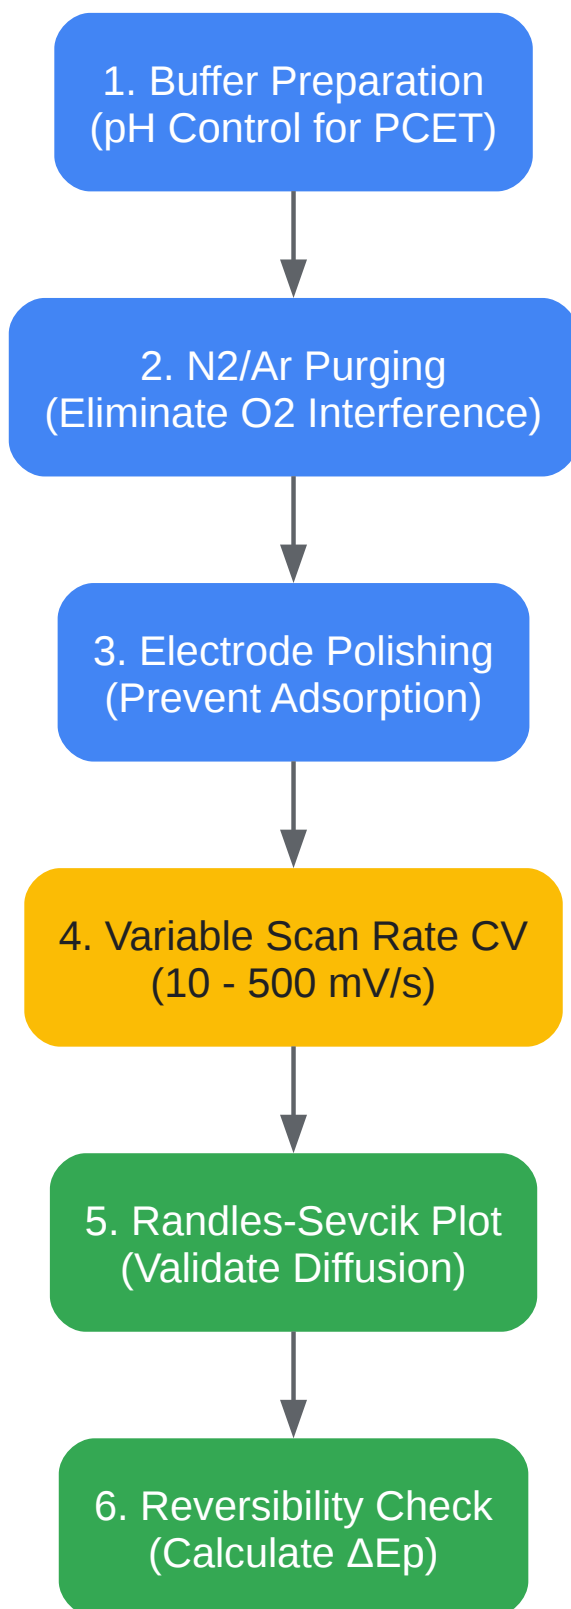 1. Buffer Preparation
(pH Control for PCET)
2. N2/Ar Purging
(Eliminate O2 Interference)
3. Electrode Polishing
(Prevent Adsorption)
4. Variable Scan Rate CV
(10 - 500 mV/s)
5. Randles-Sevcik Plot
(Validate Diffusion)
6. Reversibility Check
(Calculate ΔEp)